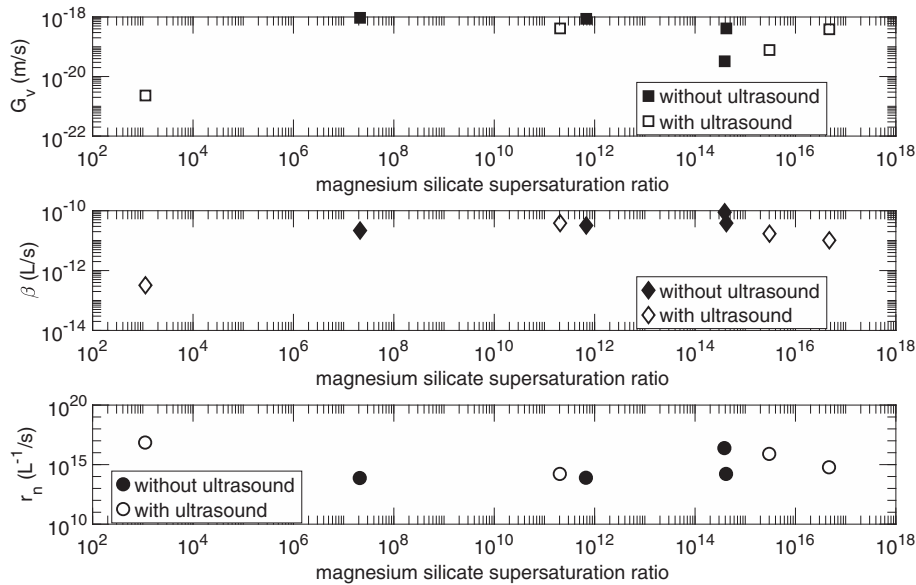 10^-18
10^-20
10^-22
G_v (m/s)
without ultrasound
with ultrasound
10^2 10^4 10^6 10^8 10^10 10^12 10^14 10^16 10^18
magnesium silicate supersaturation ratio
10^-10
10^-12
10^-14
β (L/s)
without ultrasound
with ultrasound
10^2 10^4 10^6 10^8 10^10 10^12 10^14 10^16 10^18
magnesium silicate supersaturation ratio
10^20
10^15
10^10
r_n (L^-1/s)
without ultrasound
with ultrasound
10^2 10^4 10^6 10^8 10^10 10^12 10^14 10^16 10^18
magnesium silicate supersaturation ratio